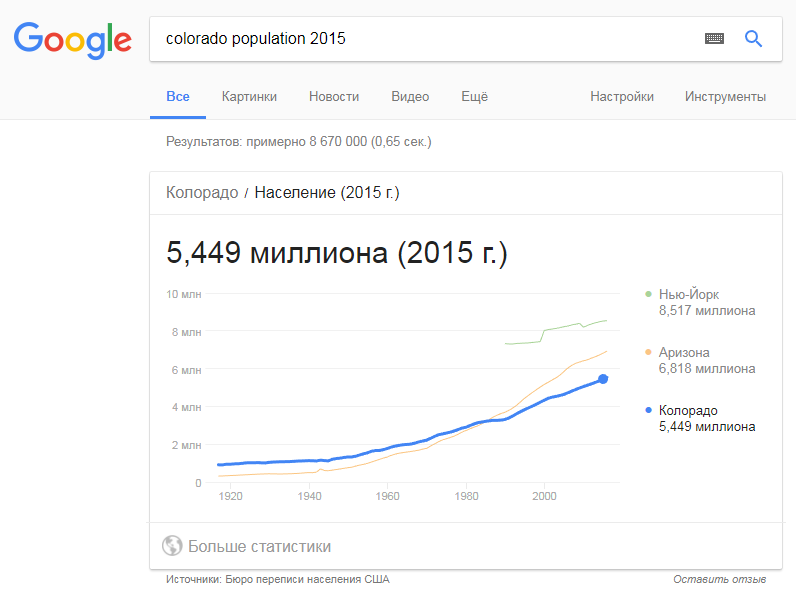 Google
colorado population 2015
Все Картинки Новости Видео Ещё Настройки Инструменты
Результатов: примерно 8 670 000 (0,65 сек.)
Колорадо / Население (2015 г.)
5,449 миллиона (2015 г.)
10 млн
8 млн
6 млн
4 млн
2 млн
0
1920 1940 1960 1980 2000
Нью-Йорк
8,517 миллиона
Аризона
6,818 миллиона
Колорадо
5,449 миллиона
Больше статистики
Источники: Бюро переписи населения США
Оставить отзыв